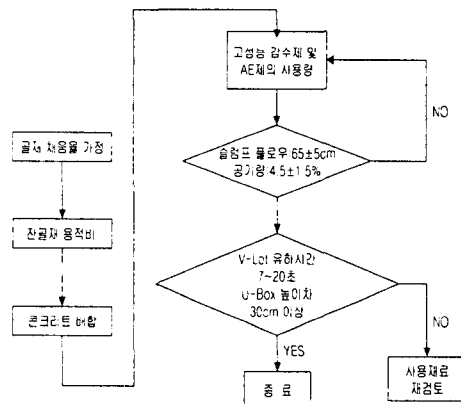 골재 채움율 가정
잔골재 용적비
콘크리트 배합
고성능 감수제 및
AE제의 사용량
NO
슬럼프 플로우:65±5cm
공기량:4.5±1.5%
V-Lot 유하시간
7~20초
U-Box 높이차
30cm 이상
NO
YES
종 료
사용재료
재검토